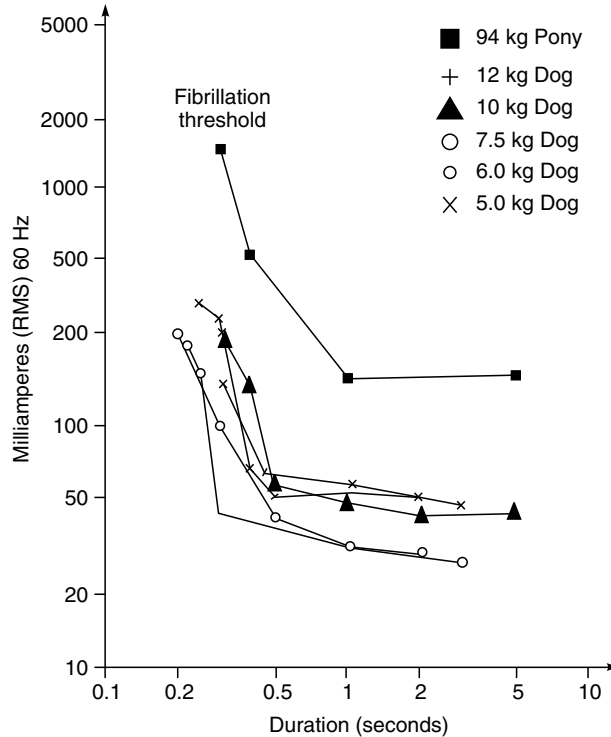 5000
2000
1000
500
200
100
50
20
10
Milliamperes (RMS) 60 Hz
Fibrillation
threshold
94 kg Pony
12 kg Dog
10 kg Dog
7.5 kg Dog
6.0 kg Dog
5.0 kg Dog
0.1 0.2 0.5 1 2 5 10
Duration (seconds)